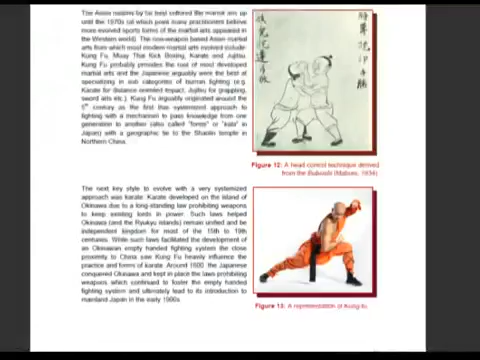 The Asian nations by far best cultured the martial arts up
until the 1970s (at which point many practitioners believe
more evolved sports forms of the martial arts appeared in
the Western world). The non-weapon based Asian martial
arts from which most modern martial arts evolved include:
Kung Fu, Muay Thai Kick Boxing, Karate and Jujitsu.
Kung Fu probably provides the root of most developed
martial arts and the Japanese arguably were the best at
specializing in sub categories of human fighting (e.g.
Karate for Distance oriented impact, Jujitsu for grappling,
sword arts etc.). Kung Fu arguably originated around the
5th century as the first true systemized approach to
fighting with a mechanism to pass knowledge from one
generation to another (also called "forms" or "kata" in
Japan) with a geographic tie to the Shaolin temple in
Northern China.
Figure 12: A head control technique derived
from the Bubushi (Mabuni, 1934)
The next key style to evolve with a very systemized
approach was karate. Karate developed on the island of
Okinawa due to a long-standing law prohibiting weapons
to keep existing lords in power. Such laws helped
Okinawa (and the Ryukyu islands) remain unified and be
independent kingdom for most of the 15th to 19th
centuries. While such laws facilitated the development of
an Okinawan empty handed fighting system the close
proximity to China saw Kung Fu heavily influence the
practice and forms of karate. Around 1600, the Japanese
conquered Okinawa and kept in place the laws prohibiting
weapons which continued to foster the empty handed
fighting system and ultimately lead to its introduction to
mainland Japan in the early 1900s.
Figure 13: A representation of Kung-fu